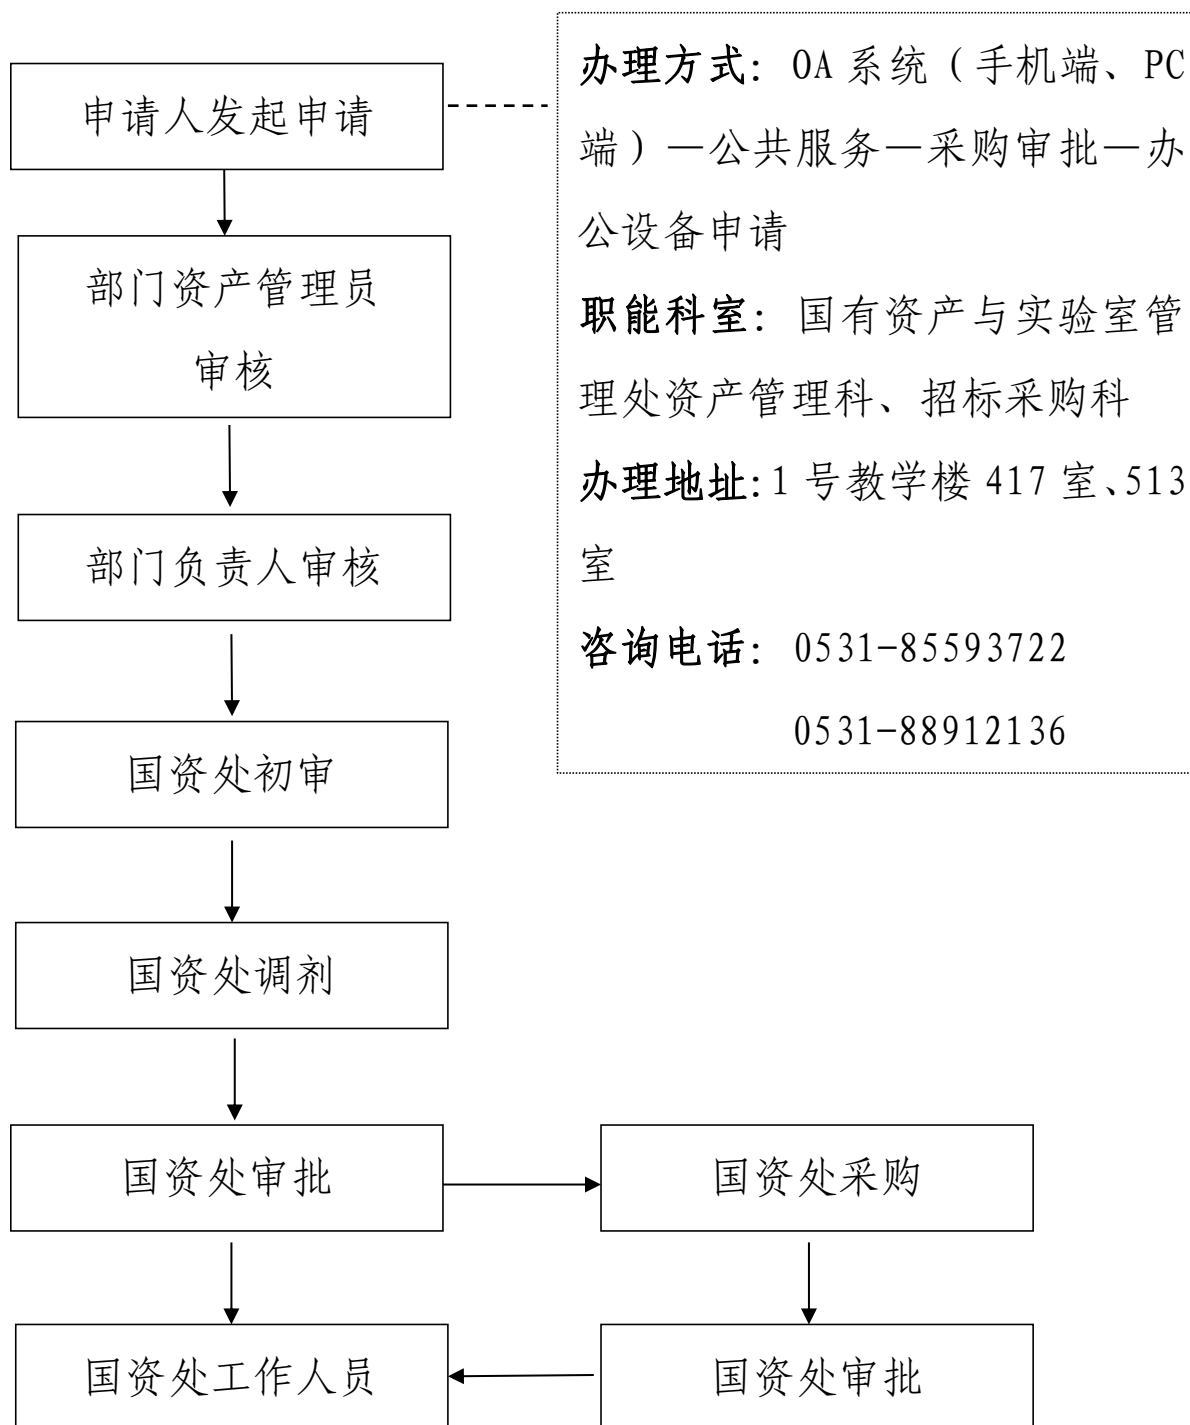 申请人发起申请
办理方式：OA系统（手机端、PC
端）—公共服务—采购审批—办
公设备申请
职能科室：国有资产与实验室管
理处资产管理科、招标采购科
办理地址：1号教学楼417室、513
室
咨询电话：0531-85593722
0531-88912136
部门资产管理员
审核
部门负责人审核
国资处初审
国资处调剂
国资处审批
国资处采购
国资处工作人员
国资处审批